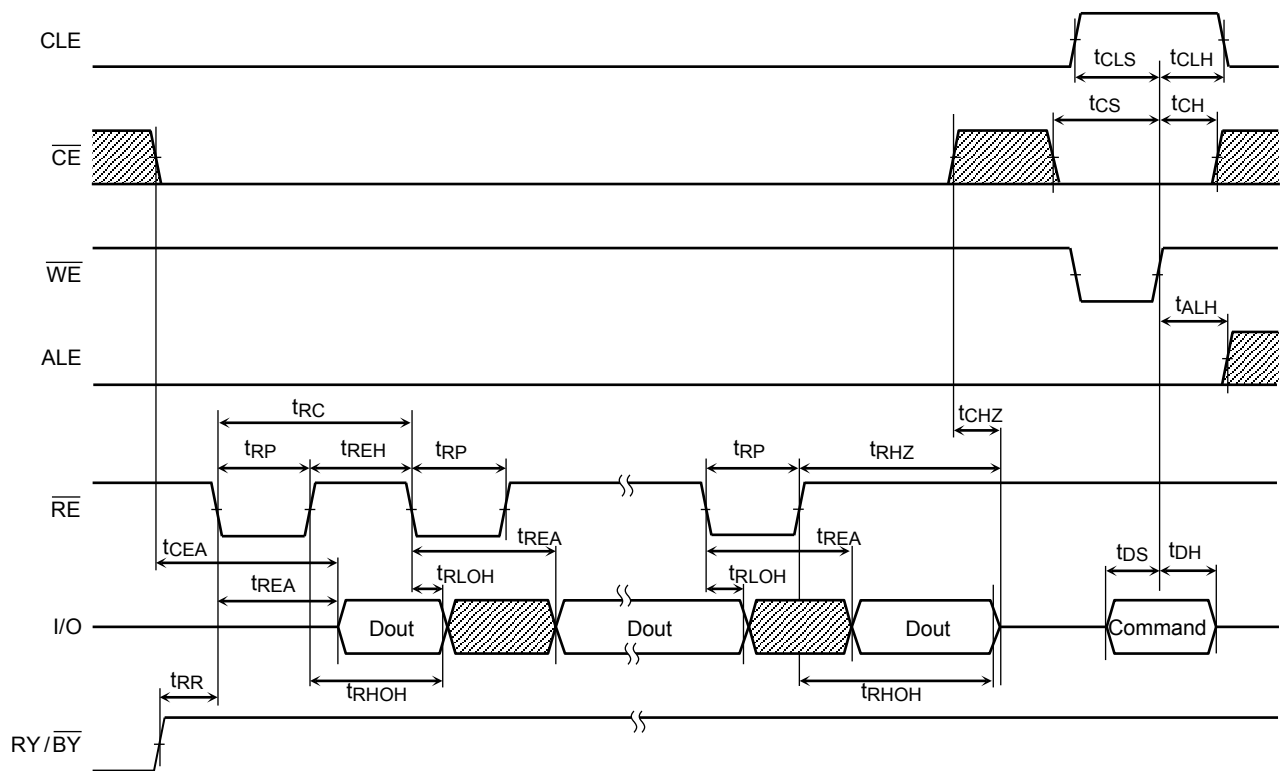 CLE
tCLS tCLH
tCS tCH
CE
WE
tALH
ALE
tRC
tCHZ
tRP tREH tRP tRP tRHZ
RE
tCEA tREA tREA
tREA tRLOH tRLOH tDS tDH
I/O Dout Dout Dout Command
tRR tRHOH tRHOH
RY/BY